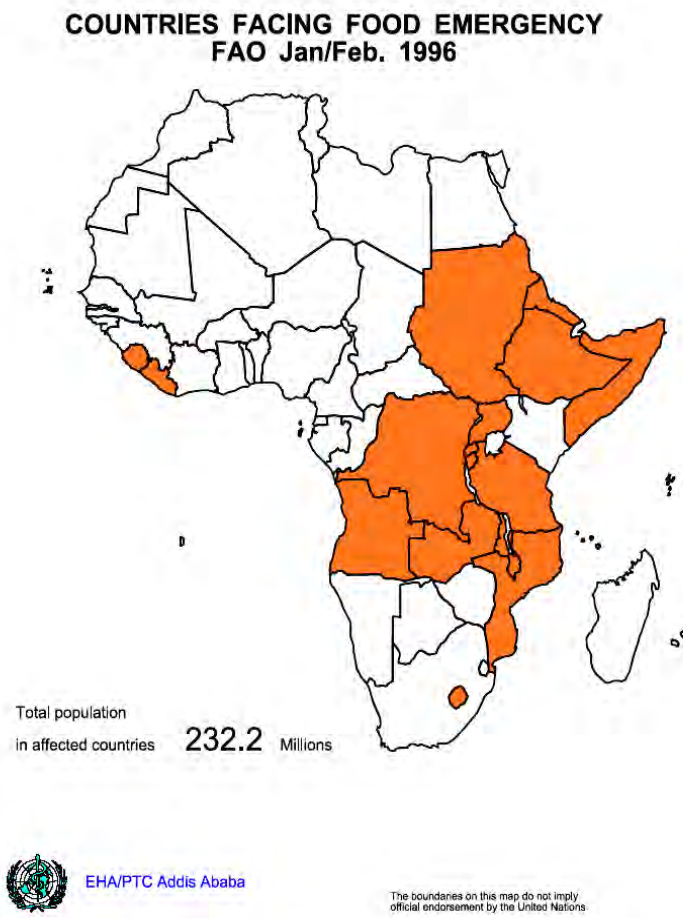 COUNTRIES FACING FOOD EMERGENCY
FAO Jan/Feb. 1996
Total population
in affected countries 232.2 Millions
EHA/PTC Addis Ababa
The boundaries on this map do not imply
official endorsement by the United Nations